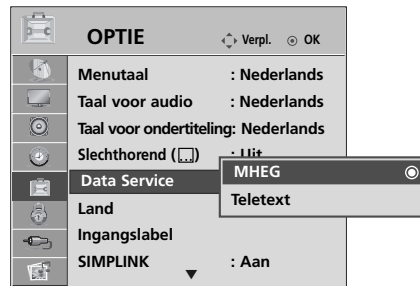 OPTIE Verpl. OK
Menutaal : Nederlands
Taal voor audio : Nederlands
Taal voor ondertiteling: Nederlands
Slechthorend (...) : Uit
Data Service
MHEG
Teletext
Land
Ingangslabel
SIMPLINK : Aan